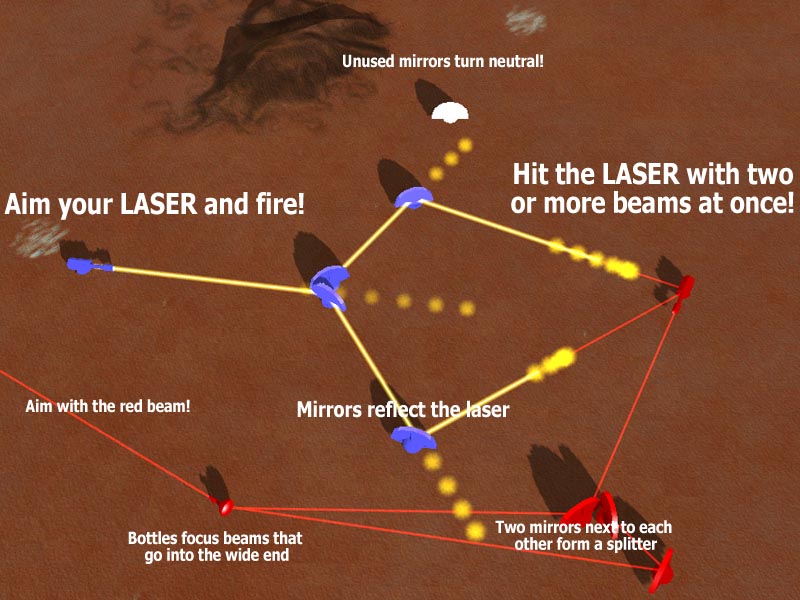 Unused mirrors turn neutral!
Aim your LASER and fire!
Hit the LASER with two
or more beams at once!
Aim with the red beam!
Mirrors reflect the laser
Bottles focus beams that
go into the wide end
Two mirrors next to each
other form a splitter